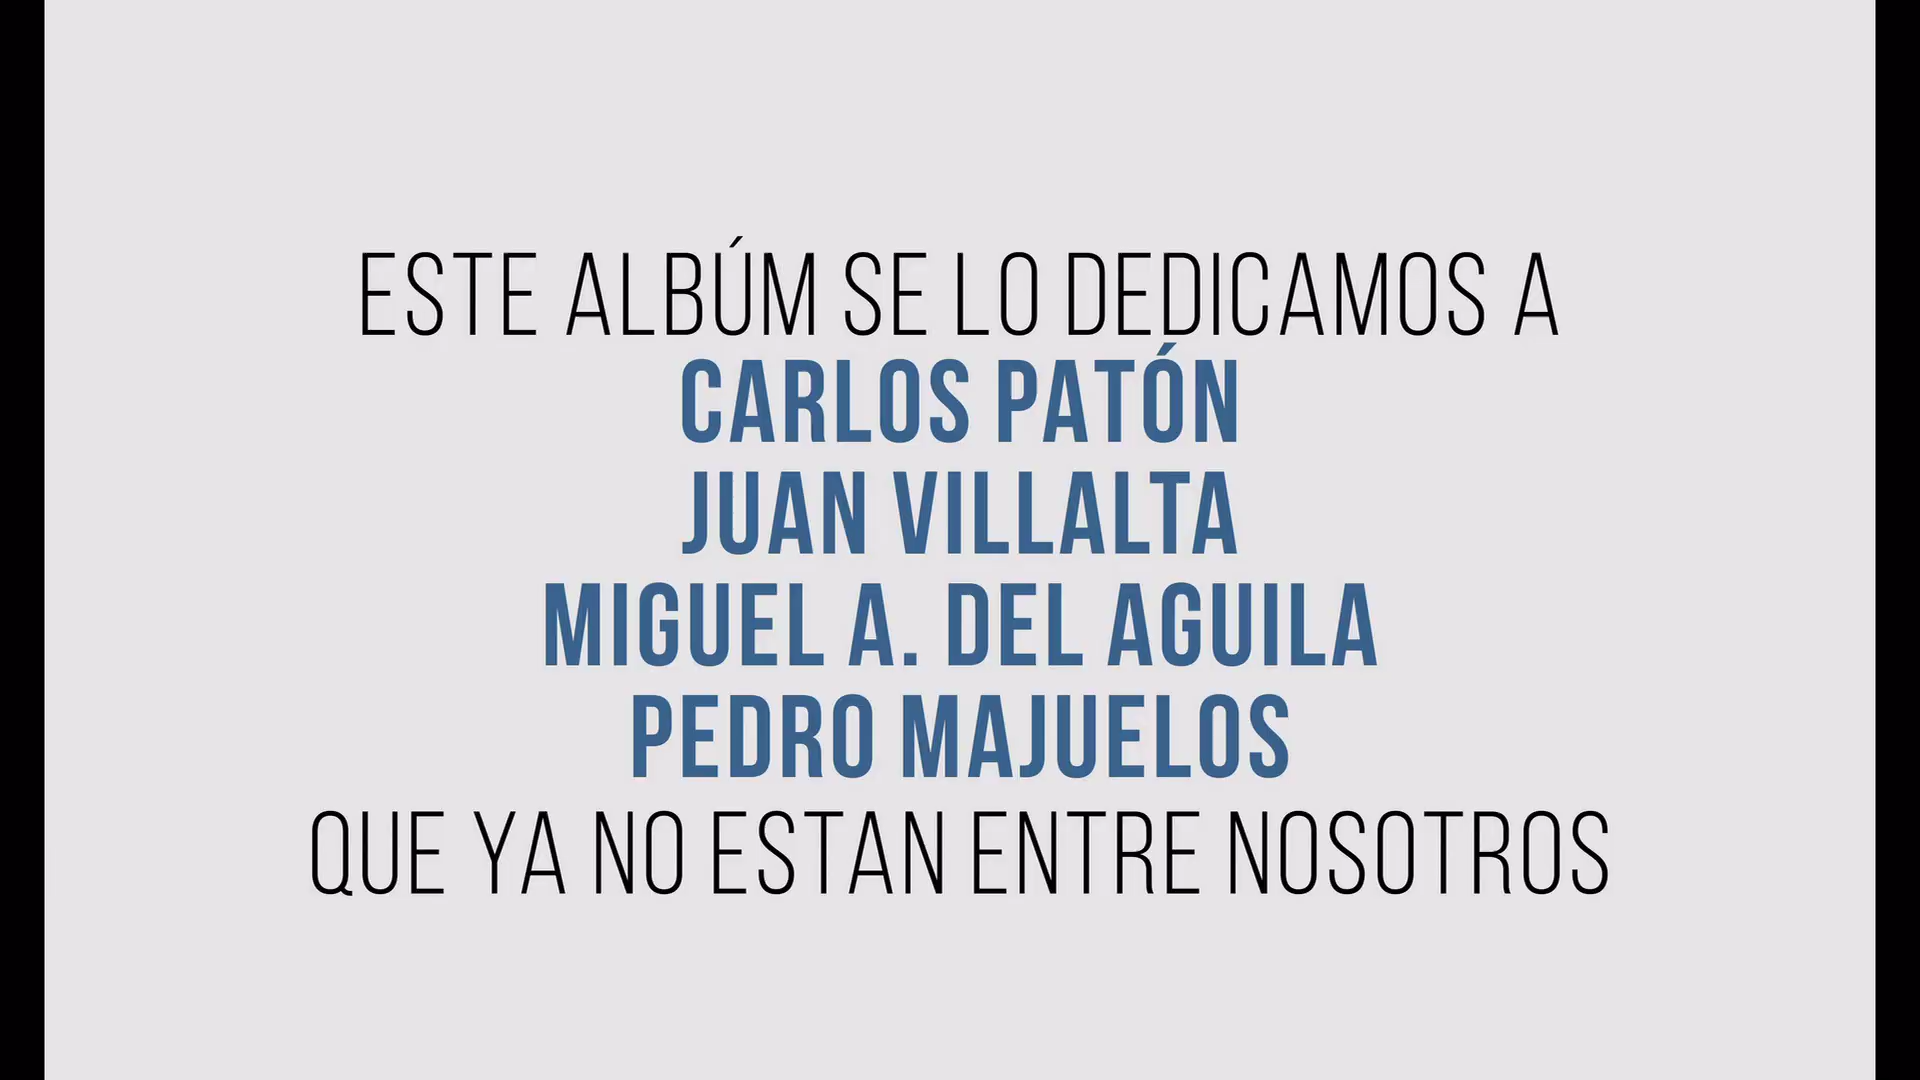 ESTE ALBÚM SE LO DEDICAMOS A
CARLOS PATÓN
JUAN VILLALTA
MIGUEL A. DEL AGUILA
PEDRO MAJUELOS
QUE YA NO ESTAN ENTRE NOSOTROS